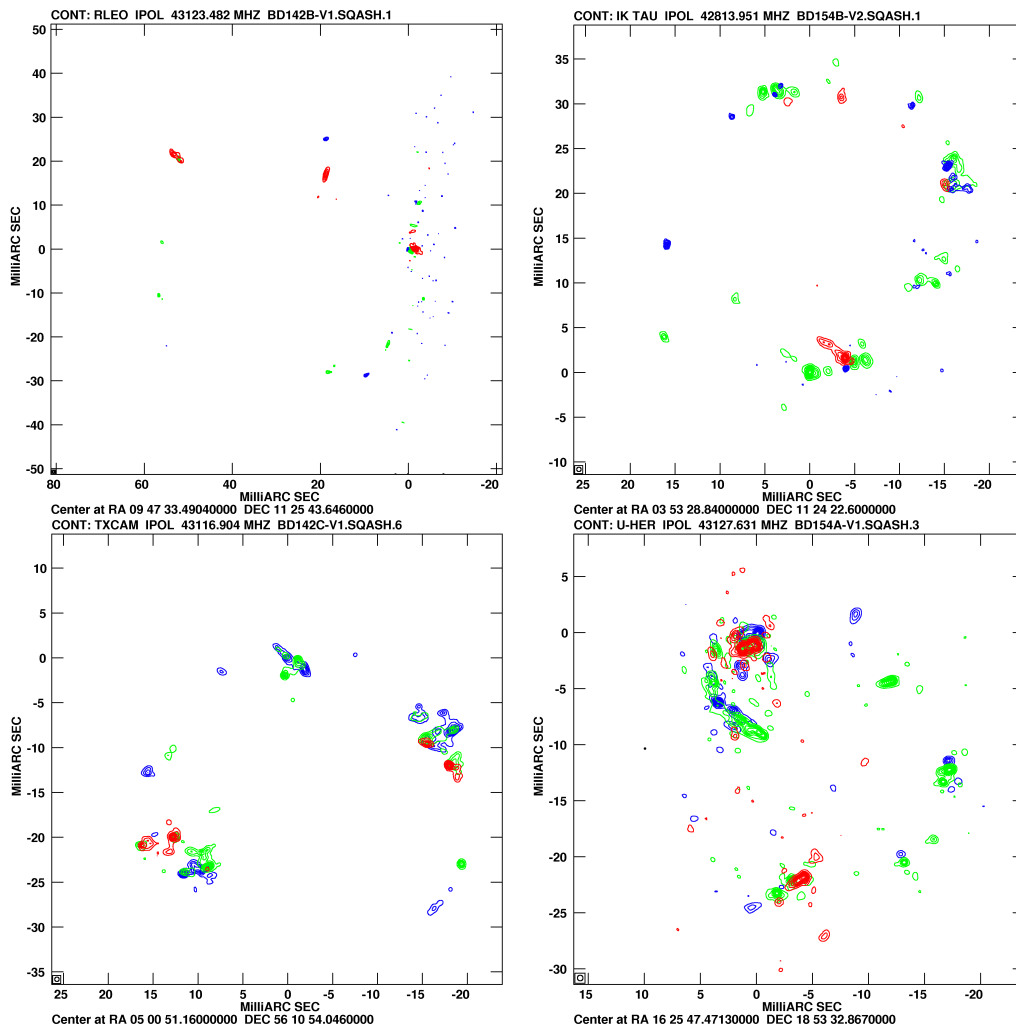 CONT: RLEO IPOL 43123.482 MHZ BD142B-V1.SQASH.1
MilliARC SEC
50
40
30
20
10
0
-10
-20
-30
-40
-50
80 60 40 20 0 -20
MilliARC SEC
Center at RA 09 47 33.49040000 DEC 11 25 43.6460000
CONT: IK TAU IPOL 42813.951 MHZ BD154B-V2.SQASH.1
MilliARC SEC
35
30
25
20
15
10
5
0
-5
-10
25 20 15 10 5 0 -5 -10 -15 -20
MilliARC SEC
Center at RA 03 53 28.84000000 DEC 11 24 22.6000000
CONT: TXCAM IPOL 43116.904 MHZ BD142C-V1.SQASH.6
MilliARC SEC
10
5
0
-5
-10
-15
-20
-25
-30
-35
25 20 15 10 5 0 -5 -10 -15 -20
MilliARC SEC
Center at RA 05 00 51.16000000 DEC 56 10 54.0460000
CONT: U-HER IPOL 43127.631 MHZ BD154A-V1.SQASH.3
MilliARC SEC
5
0
-5
-10
-15
-20
-25
-30
15 10 5 0 -5 -10 -15 -20
MilliARC SEC
Center at RA 16 25 47.47130000 DEC 18 53 32.8670000